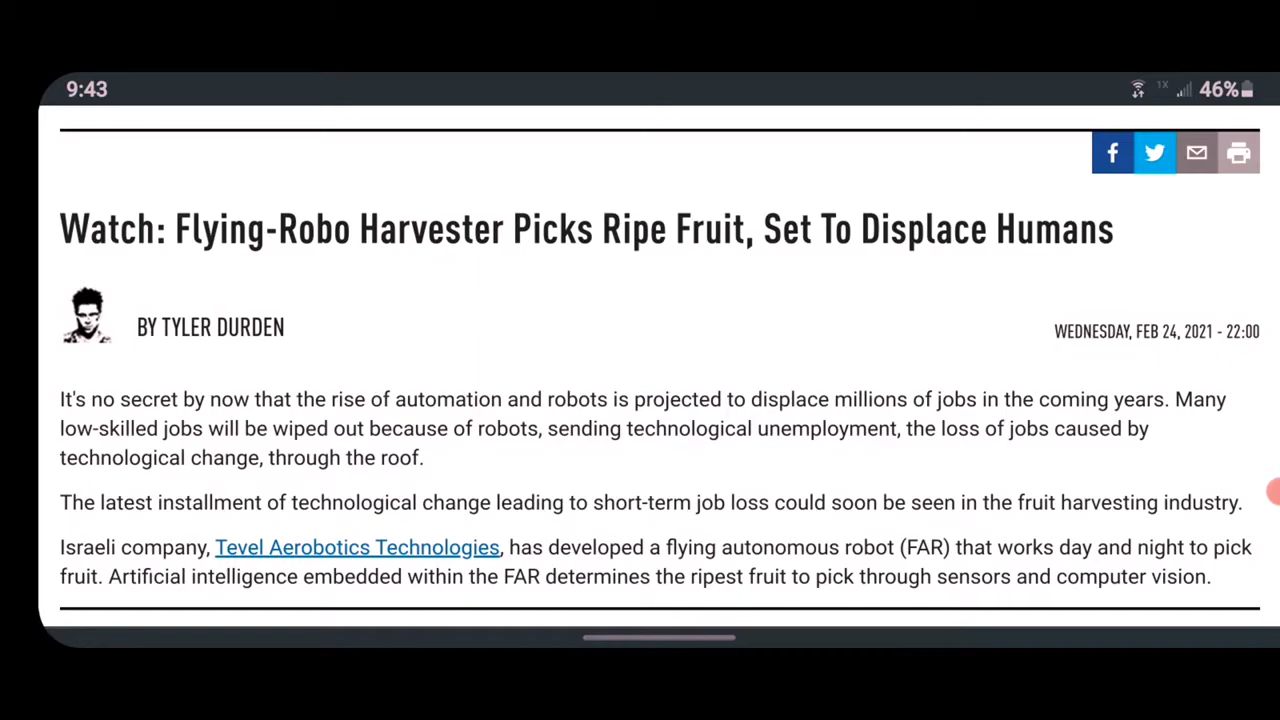 9:43
1X
46%
f
Watch: Flying-Robo Harvester Picks Ripe Fruit, Set To Displace Humans
BY TYLER DURDEN
WEDNESDAY, FEB 24, 2021 - 22:00
It's no secret by now that the rise of automation and robots is projected to displace millions of jobs in the coming years. Many
low-skilled jobs will be wiped out because of robots, sending technological unemployment, the loss of jobs caused by
technological change, through the roof.
The latest installment of technological change leading to short-term job loss could soon be seen in the fruit harvesting industry.
Israeli company, Tevel Aerobotics Technologies, has developed a flying autonomous robot (FAR) that works day and night to pick
fruit. Artificial intelligence embedded within the FAR determines the ripest fruit to pick through sensors and computer vision.